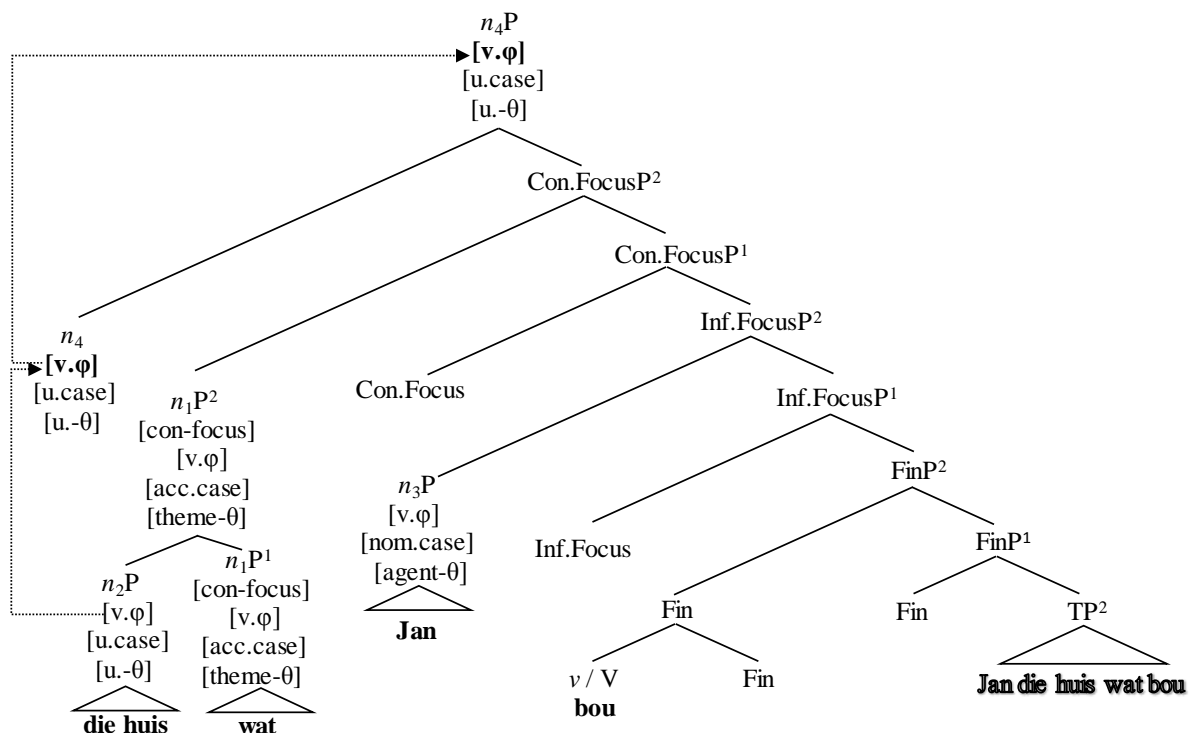 n₄P
[v.φ]
[u.case]
[u.-θ]
Con.FocusP²
Con.FocusP¹
Inf.FocusP²
n₄
[v.φ]
[u.case]
[u.-θ]
n₁P²
[con-focus]
[v.φ]
[acc.case]
[theme-θ]
Con.Focus
Inf.FocusP¹
FinP²
n₃P
[v.φ]
[nom.case]
[agent-θ]
Jan
Inf.Focus
FinP¹
n₂P
[v.φ]
[u.case]
[u.-θ]
die huis
n₁P¹
[con-focus]
[v.φ]
[acc.case]
[theme-θ]
wat
Fin
Fin
TP²
v / V
bou
Fin
Jan die huis wat bou